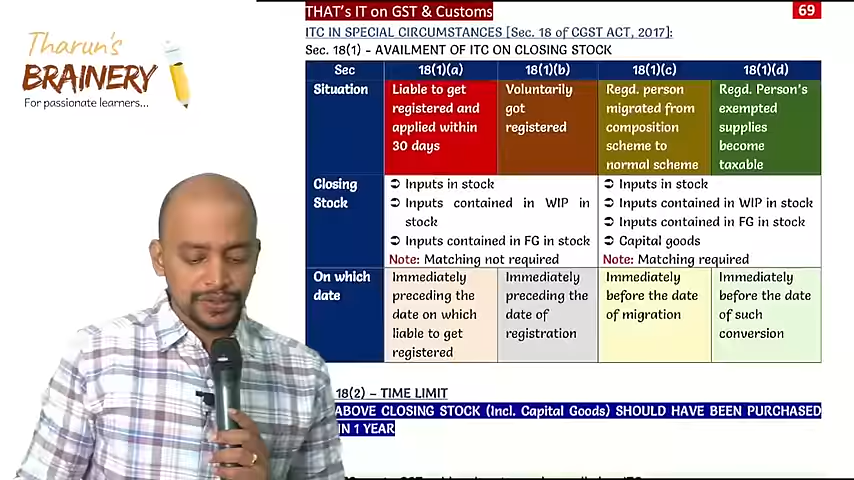 THAT's IT on GST & Customs
69
Tharun's
BRAINERY
For passionate learners...
ITC IN SPECIAL CIRCUMSTANCES [Sec. 18 of CGST ACT, 2017]:
Sec. 18(1) – AVAILMENT OF ITC ON CLOSING STOCK
Sec 18(1)(a) 18(1)(b) 18(1)(c) 18(1)(d)
Situation
Liable to get
registered and
applied within
30 days
Voluntarily
got
registered
Regd. person
migrated from
composition
scheme to
normal scheme
Regd. Person's
exempted
supplies
become
taxable
Closing
Stock
➲ Inputs in stock
➲ Inputs contained in WIP in
stock
➲ Inputs contained in FG in stock
Note: Matching not required
➲ Inputs in stock
➲ Inputs contained in WIP in stock
➲ Inputs contained in FG in stock
➲ Capital goods
Note: Matching required
On which
date
Immediately
preceding the
date on which
liable to get
registered
Immediately
preceding the
date of
registration
Immediately
before the date
of migration
Immediately
before the date
of such
conversion
18(2) – TIME LIMIT
ABOVE CLOSING STOCK (Incl. Capital Goods) SHOULD HAVE BEEN PURCHASED
IN 1 YEAR